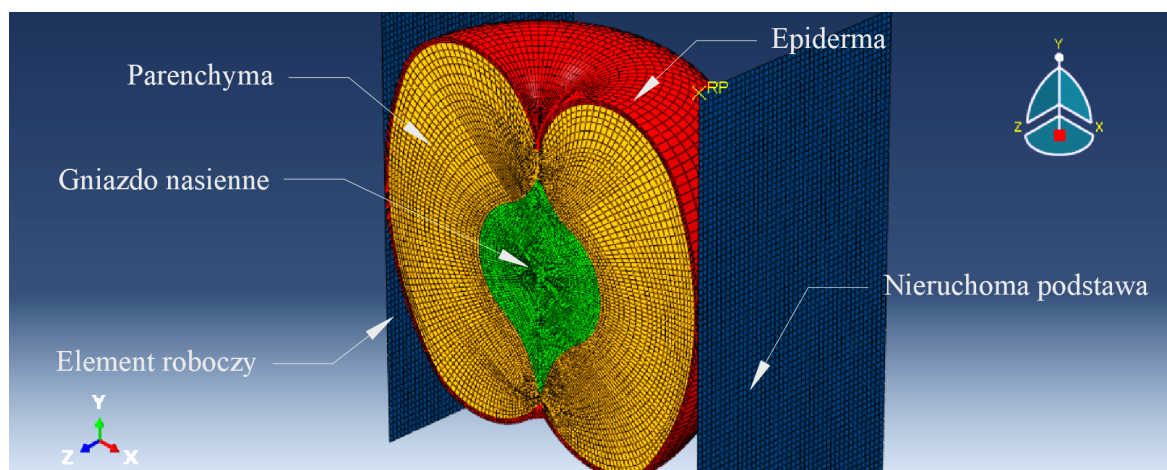 Epiderma
Y
Parenchyma
RP
Z
X
Gniazdo nasienne
Nieruchoma podstawa
Element roboczy
Y
Z
X